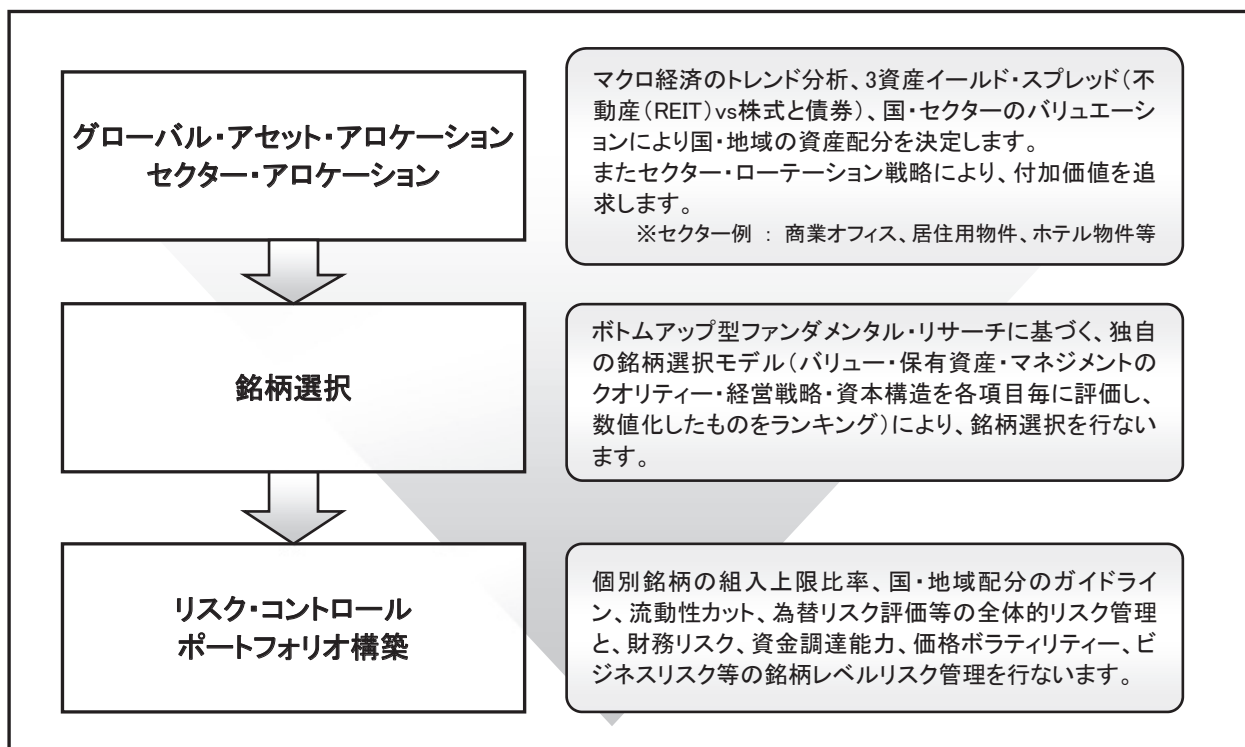 グローバル・アセット・アロケーション
セクター・アロケーション
マクロ経済のトレンド分析、3資産イールド・スプレッド（不
動産（REIT）vs株式と債券）、国・セクターのバリュエーシ
ョンにより国・地域の資産配分を決定します。
またセクター・ローテーション戦略により、付加価値を追
求します。
※セクター例 ： 商業オフィス、居住用物件、ホテル物件等
銘柄選択
ボトムアップ型ファンダメンタル・リサーチに基づく、独自
の銘柄選択モデル（バリュー・保有資産・マネジメントの
クオリティー・経営戦略・資本構造を各項目毎に評価し、
数値化したものをランキング）により、銘柄選択を行ない
ます。
リスク・コントロール
ポートフォリオ構築
個別銘柄の組入上限比率、国・地域配分のガイドライ
ン、流動性カット、為替リスク評価等の全体的リスク管理
と、財務リスク、資金調達能力、価格ボラティリティー、ビ
ジネスリスク等の銘柄レベルリスク管理を行ないます。